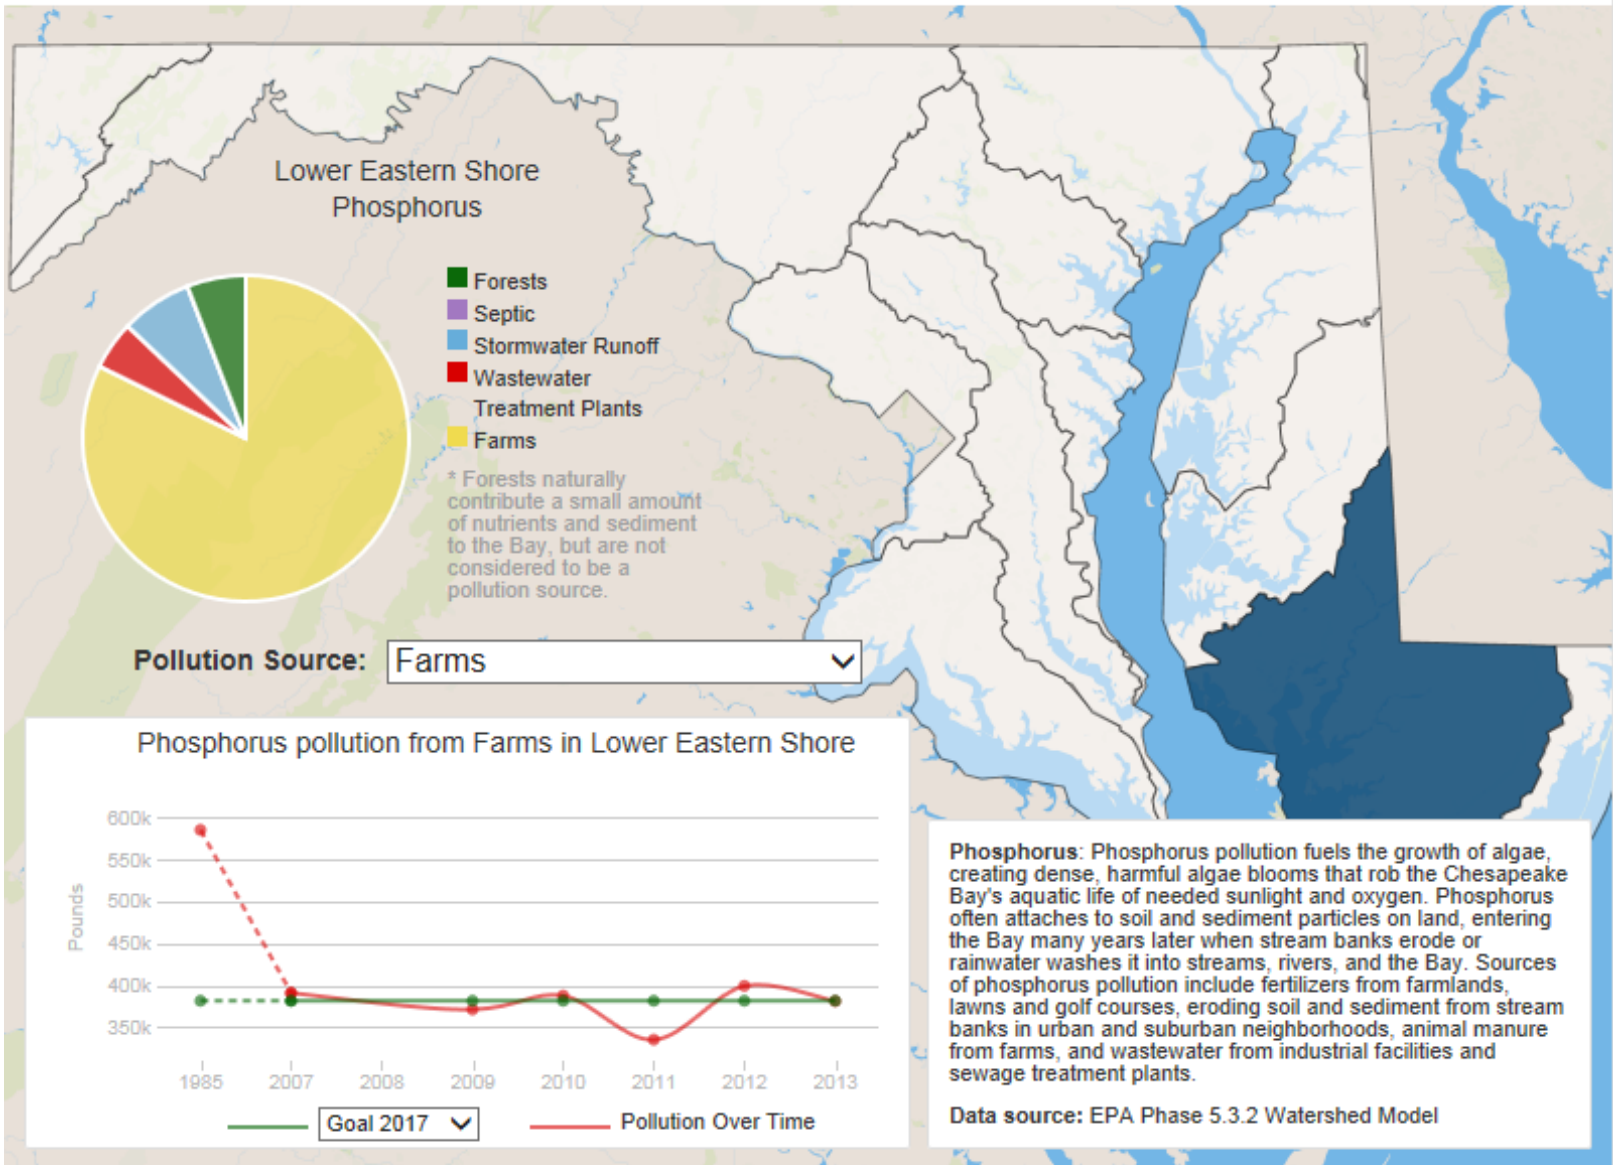 Lower Eastern Shore
Phosphorus
Forests
Septic
Stormwater Runoff
Wastewater
Treatment Plants
Farms
* Forests naturally
contribute a small amount
of nutrients and sediment
to the Bay, but are not
considered to be a
pollution source.
Pollution Source: Farms
Phosphorus pollution from Farms in Lower Eastern Shore
600k
550k
500k
450k
400k
350k
Pounds
1985 2007 2008 2009 2010 2011 2012 2013
Goal 2017 Pollution Over Time
Phosphorus: Phosphorus pollution fuels the growth of algae,
creating dense, harmful algae blooms that rob the Chesapeake
Bay's aquatic life of needed sunlight and oxygen. Phosphorus
often attaches to soil and sediment particles on land, entering
the Bay many years later when stream banks erode or
rainwater washes it into streams, rivers, and the Bay. Sources
of phosphorus pollution include fertilizers from farmlands,
lawns and golf courses, eroding soil and sediment from stream
banks in urban and suburban neighborhoods, animal manure
from farms, and wastewater from industrial facilities and
sewage treatment plants.
Data source: EPA Phase 5.3.2 Watershed Model